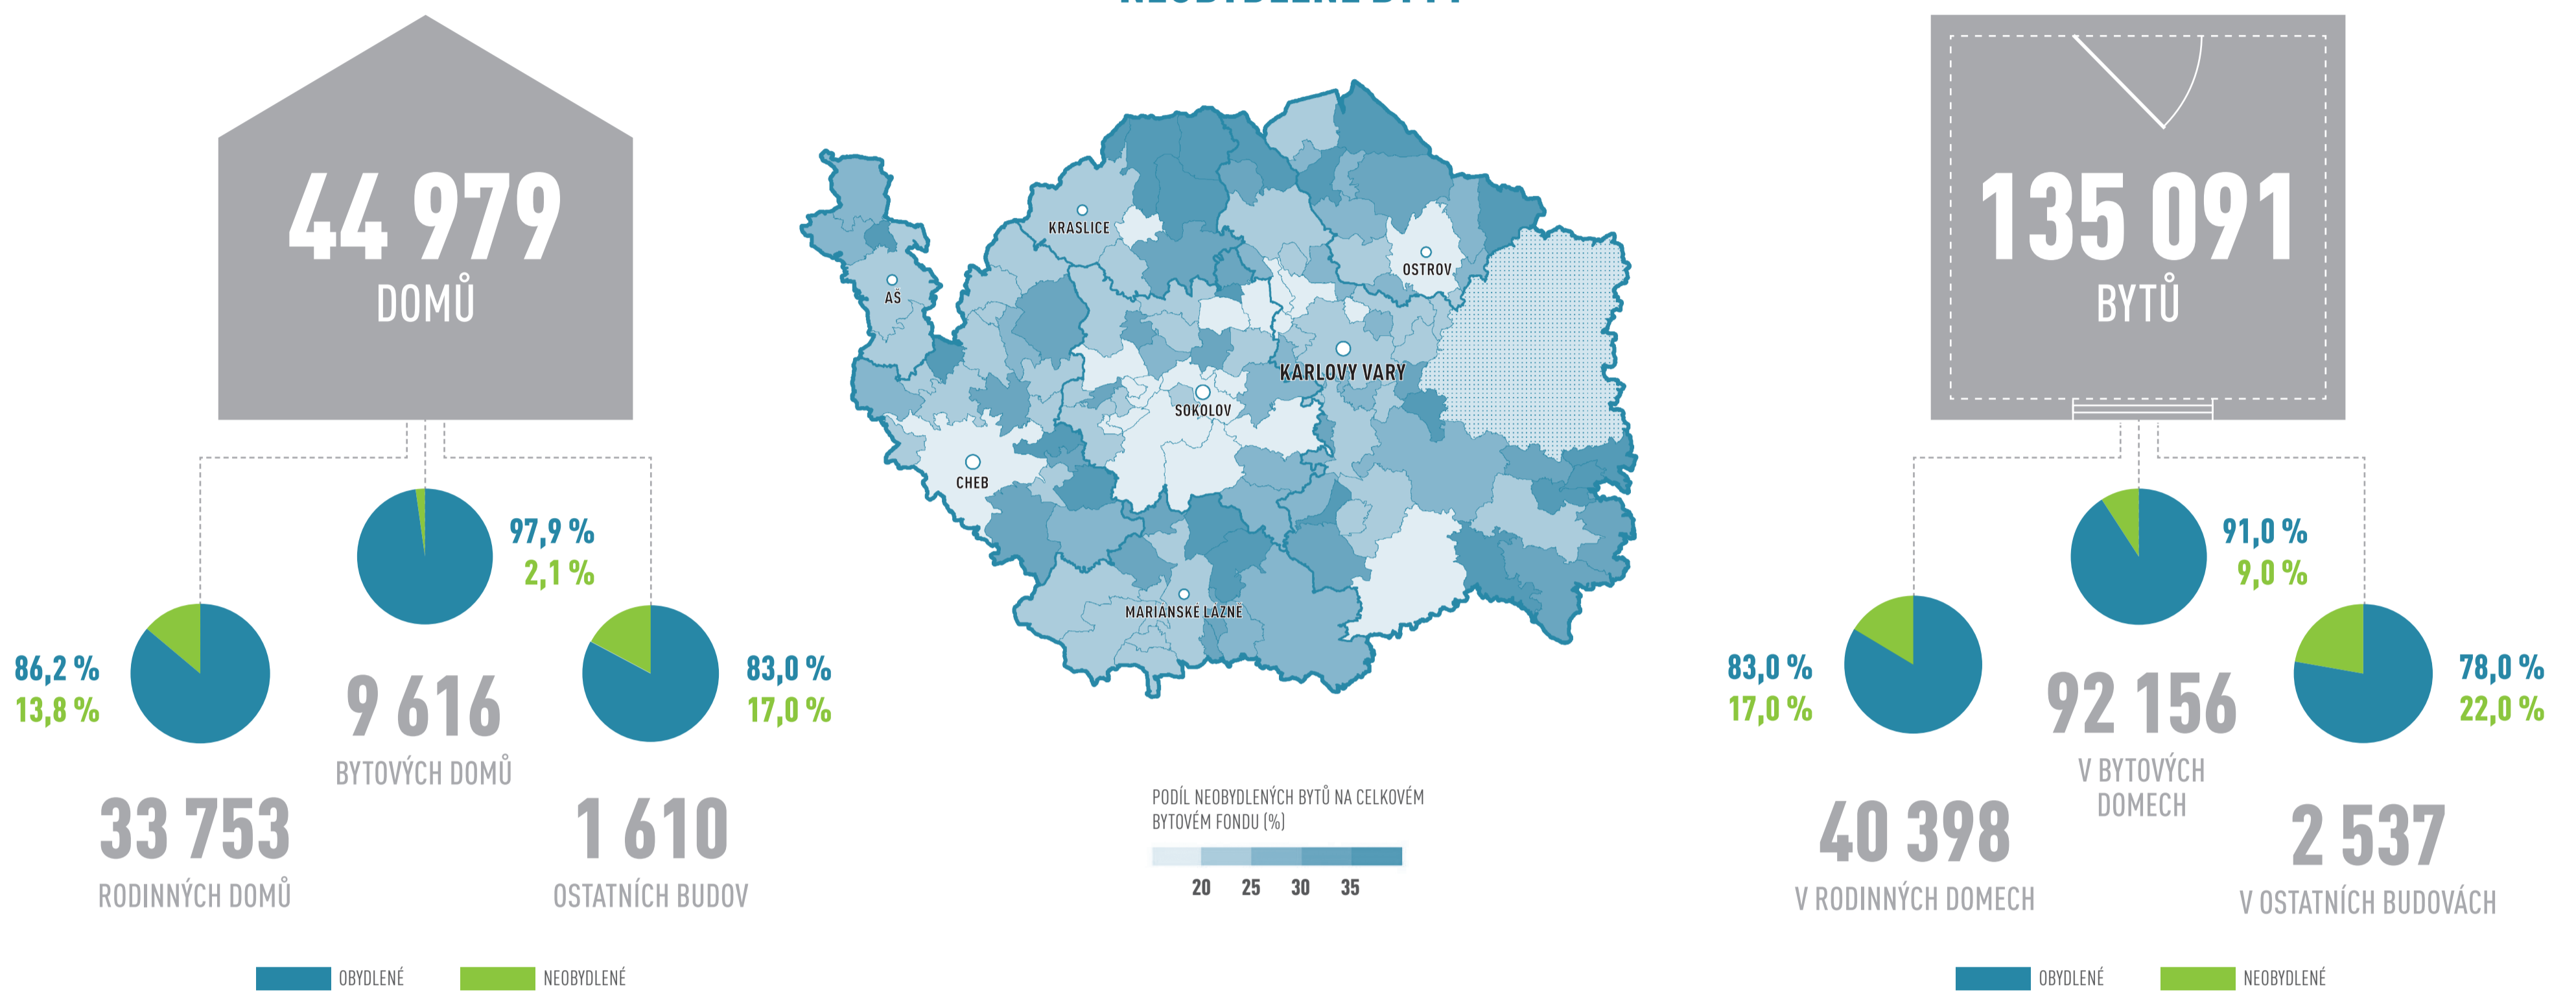 44 979
DOMŮ
97,9 %
2,1 %
86,2 %
13,8 %
83,0 %
17,0 %
9 616
BYTOVÝCH DOMŮ
33 753
RODINNÝCH DOMŮ
1 610
OSTATNÍCH BUDOV
OBYDLENÉ
NEOBYDLENÉ
NEOBYDLENÉ BYTY
KRASLICE
AŠ
OSTROV
KARLOVY VARY
SOKOLOV
CHEB
MARIÁNSKÉ LÁZNĚ
PODÍL NEOBYDLENÝCH BYTŮ NA CELKOVÉM
BYTOVÉM FONDU (%)
20 25 30 35
135 091
BYTŮ
91,0 %
9,0 %
83,0 %
17,0 %
78,0 %
22,0 %
92 156
V BYTOVÝCH
DOMECH
40 398
V RODINNÝCH DOMECH
2 537
V OSTATNÍCH BUDOVÁCH
OBYDLENÉ
NEOBYDLENÉ